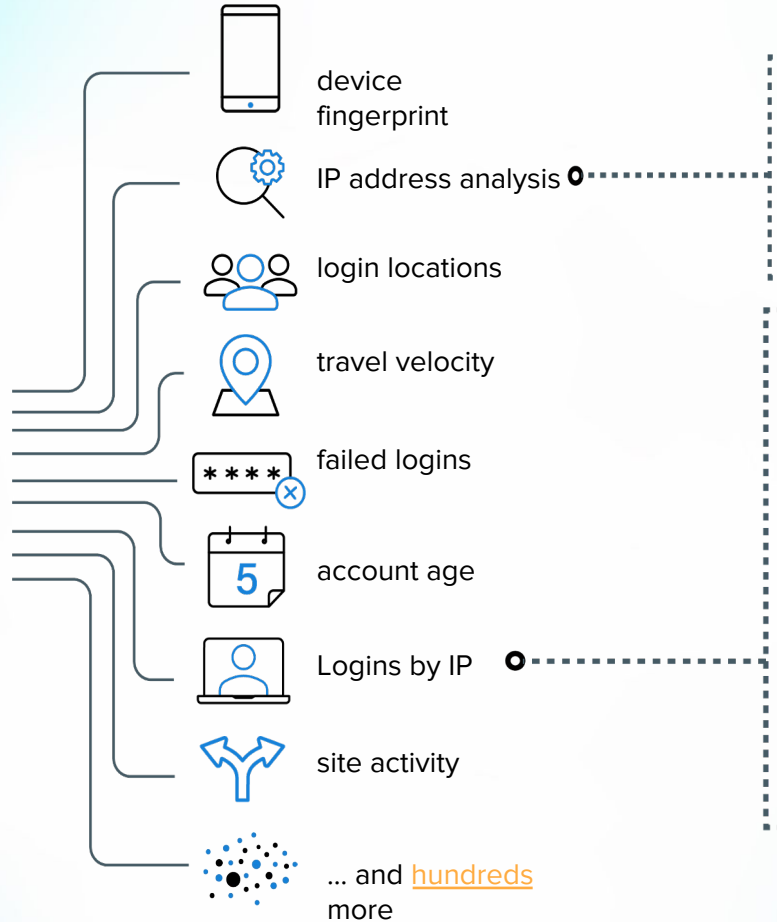 device
fingerprint
IP address analysis
login locations
travel velocity
* * * *
failed logins
5
account age
Logins by IP
site activity
... and hundreds
more